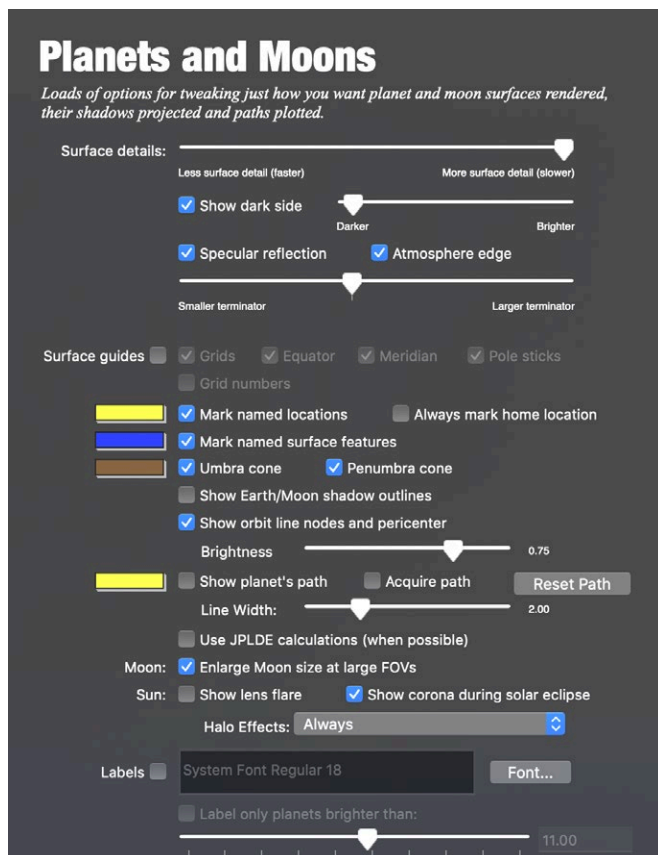 Planets and Moons
Loads of options for tweaking just how you want planet and moon surfaces rendered,
their shadows projected and paths plotted.
Surface details:
Less surface detail (faster) More surface detail (slower)
Show dark side
Darker Brighter
Specular reflection Atmosphere edge
Smaller terminator Larger terminator
Surface guides Grids Equator Meridian Pole sticks
Grid numbers
Mark named locations Always mark home location
Mark named surface features
Umbra cone Penumbra cone
Show Earth/Moon shadow outlines
Show orbit line nodes and pericenter
Brightness 0.75
Show planet's path Acquire path Reset Path
Line Width: 2.00
Use JPLDE calculations (when possible)
Moon: Enlarge Moon size at large FOVs
Sun: Show lens flare Show corona during solar eclipse
Halo Effects: Always
Labels System Font Regular 18 Font...
Label only planets brighter than:
11.00